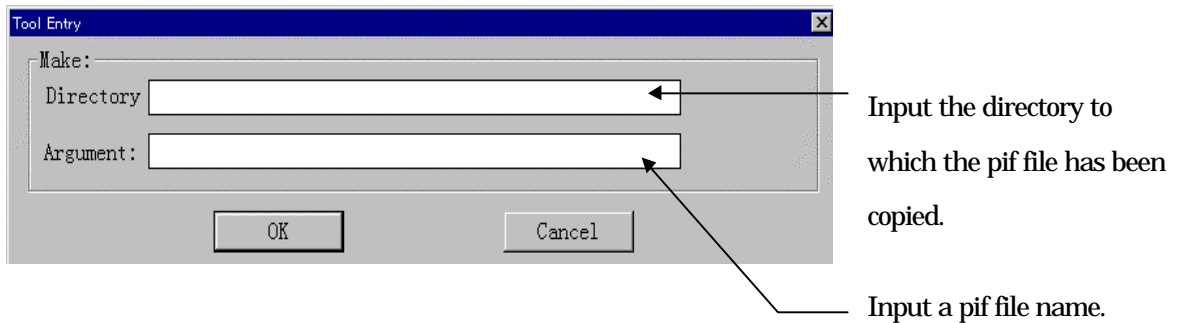 Tool Entry
Make:
Directory
Argument:
OK Cancel
Input the directory to
which the pif file has been
copied.
Input a pif file name.